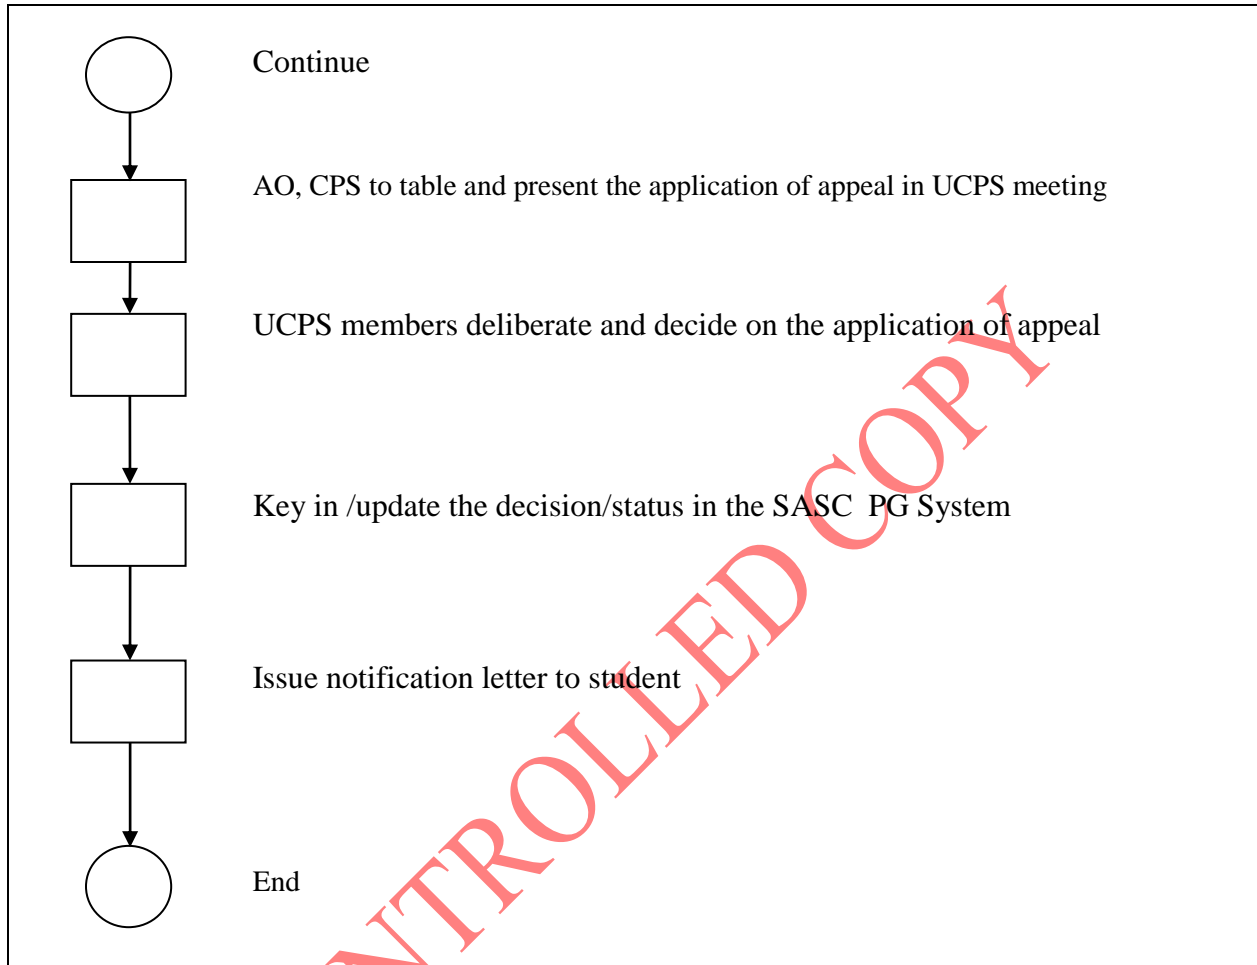 Continue
AO, CPS to table and present the application of appeal in UCPS meeting
UCPS members deliberate and decide on the application of appeal
Key in /update the decision/status in the SASC  PG System
Issue notification letter to student
End
NTROLLED COPY